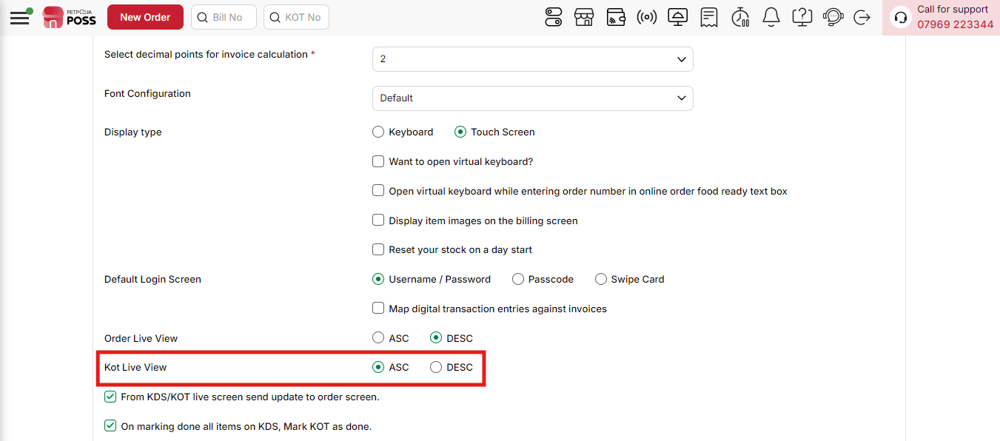 PETPOOJA
POSS
New Order
Bill No
KOT No
Call for support
07969 223344
Select decimal points for invoice calculation *
2
Font Configuration
Default
Display type
Keyboard
Touch Screen
Want to open virtual keyboard?
Open virtual keyboard while entering order number in online order food ready text box
Display item images on the billing screen
Reset your stock on a day start
Default Login Screen
Username / Password
Passcode
Swipe Card
Map digital transaction entries against invoices
Order Live View
ASC
DESC
Kot Live View
ASC
DESC
From KDS/KOT live screen send update to order screen.
On marking done all items on KDS, Mark KOT as done.